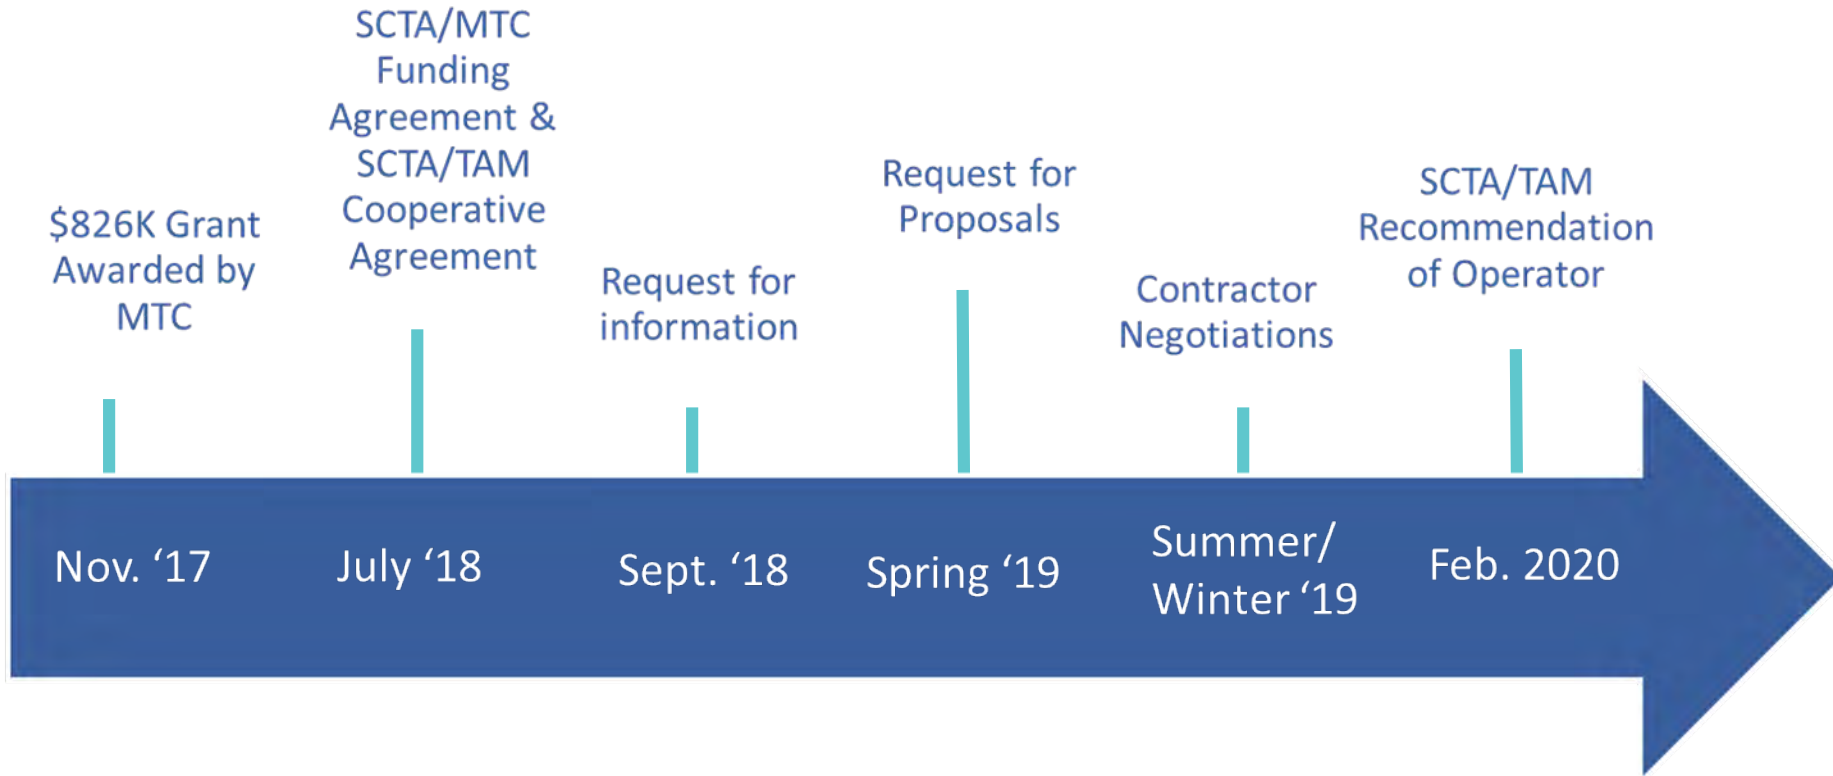 $826K Grant
Awarded by
MTC
SCTA/MTC
Funding
Agreement &
SCTA/TAM
Cooperative
Agreement
Request for
information
Request for
Proposals
Contractor
Negotiations
SCTA/TAM
Recommendation
of Operator
Nov. ‘17
July ‘18
Sept. ‘18
Spring ‘19
Summer/
Winter ‘19
Feb. 2020